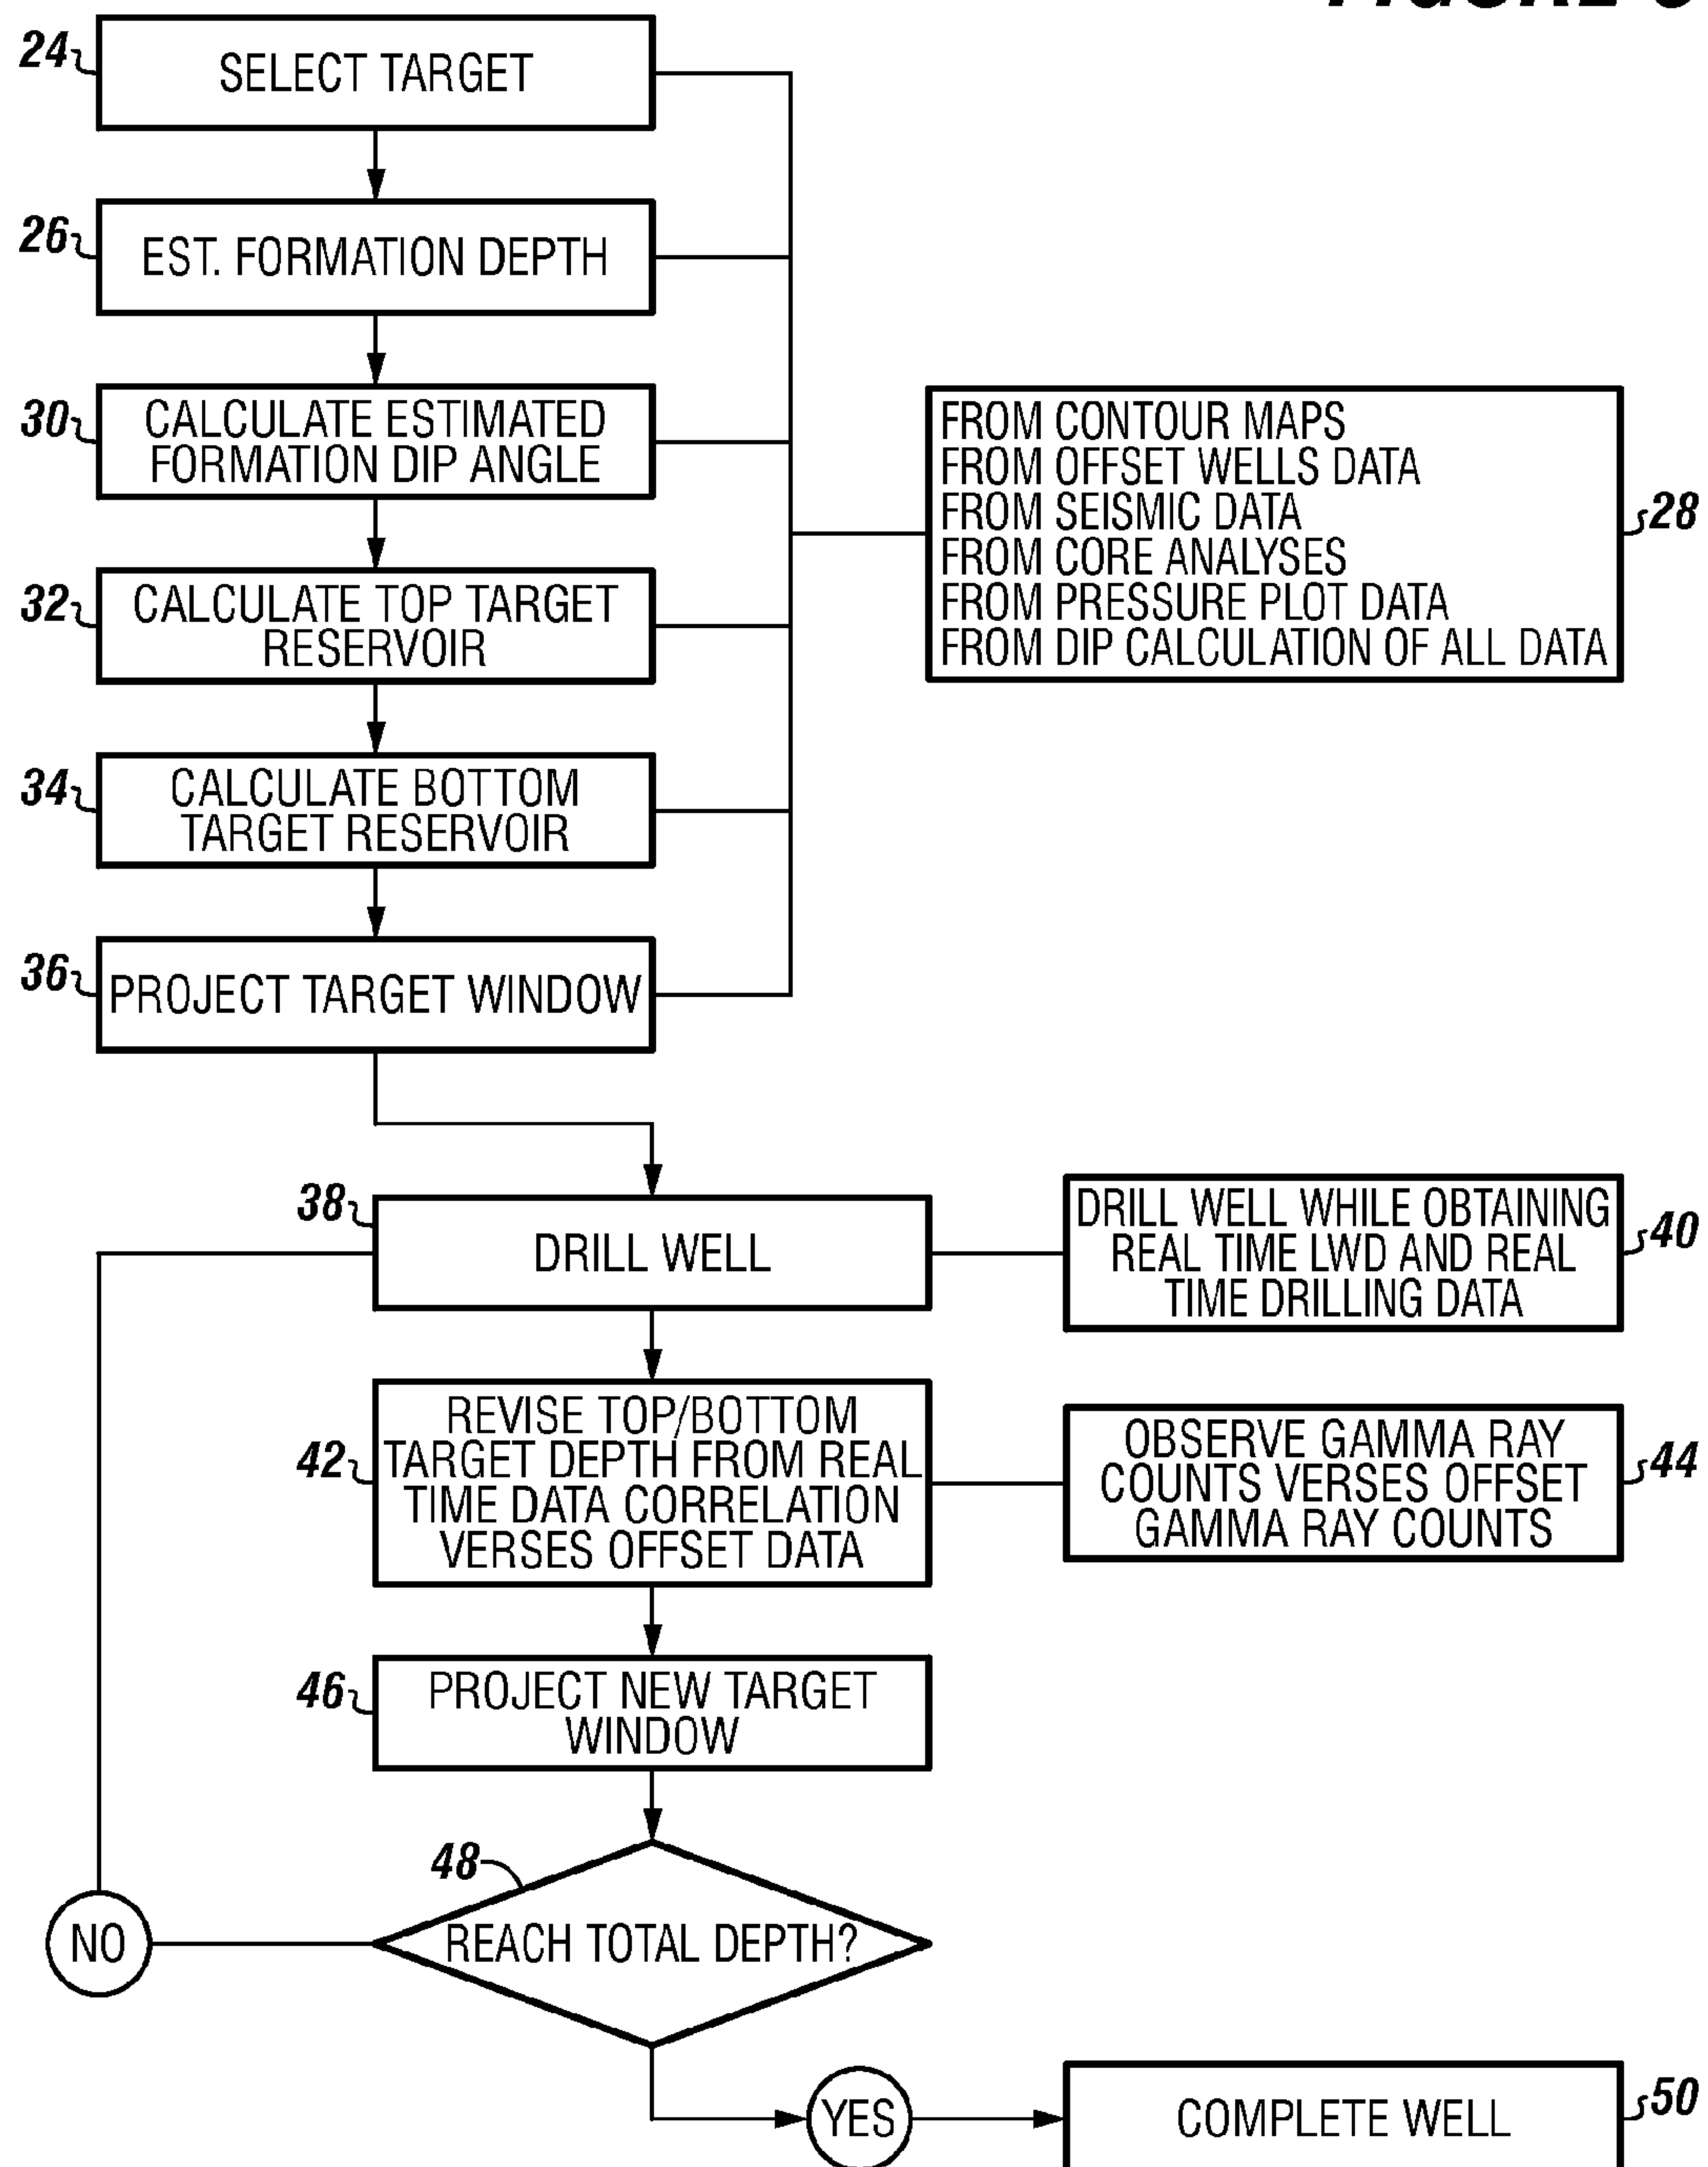 24
SELECT TARGET
26
EST. FORMATION DEPTH
30
CALCULATE ESTIMATED
FORMATION DIP ANGLE
32
CALCULATE TOP TARGET
RESERVOIR
34
CALCULATE BOTTOM
TARGET RESERVOIR
36
PROJECT TARGET WINDOW
FROM CONTOUR MAPS
FROM OFFSET WELLS DATA
FROM SEISMIC DATA
FROM CORE ANALYSES
FROM PRESSURE PLOT DATA
FROM DIP CALCULATION OF ALL DATA
28
38
DRILL WELL
DRILL WELL WHILE OBTAINING
REAL TIME LWD AND REAL
TIME DRILLING DATA
40
42
REVISE TOP/BOTTOM
TARGET DEPTH FROM REAL
TIME DATA CORRELATION
VERSES OFFSET DATA
OBSERVE GAMMA RAY
COUNTS VERSES OFFSET
GAMMA RAY COUNTS
44
46
PROJECT NEW TARGET
WINDOW
48
REACH TOTAL DEPTH?
NO
YES
COMPLETE WELL
50